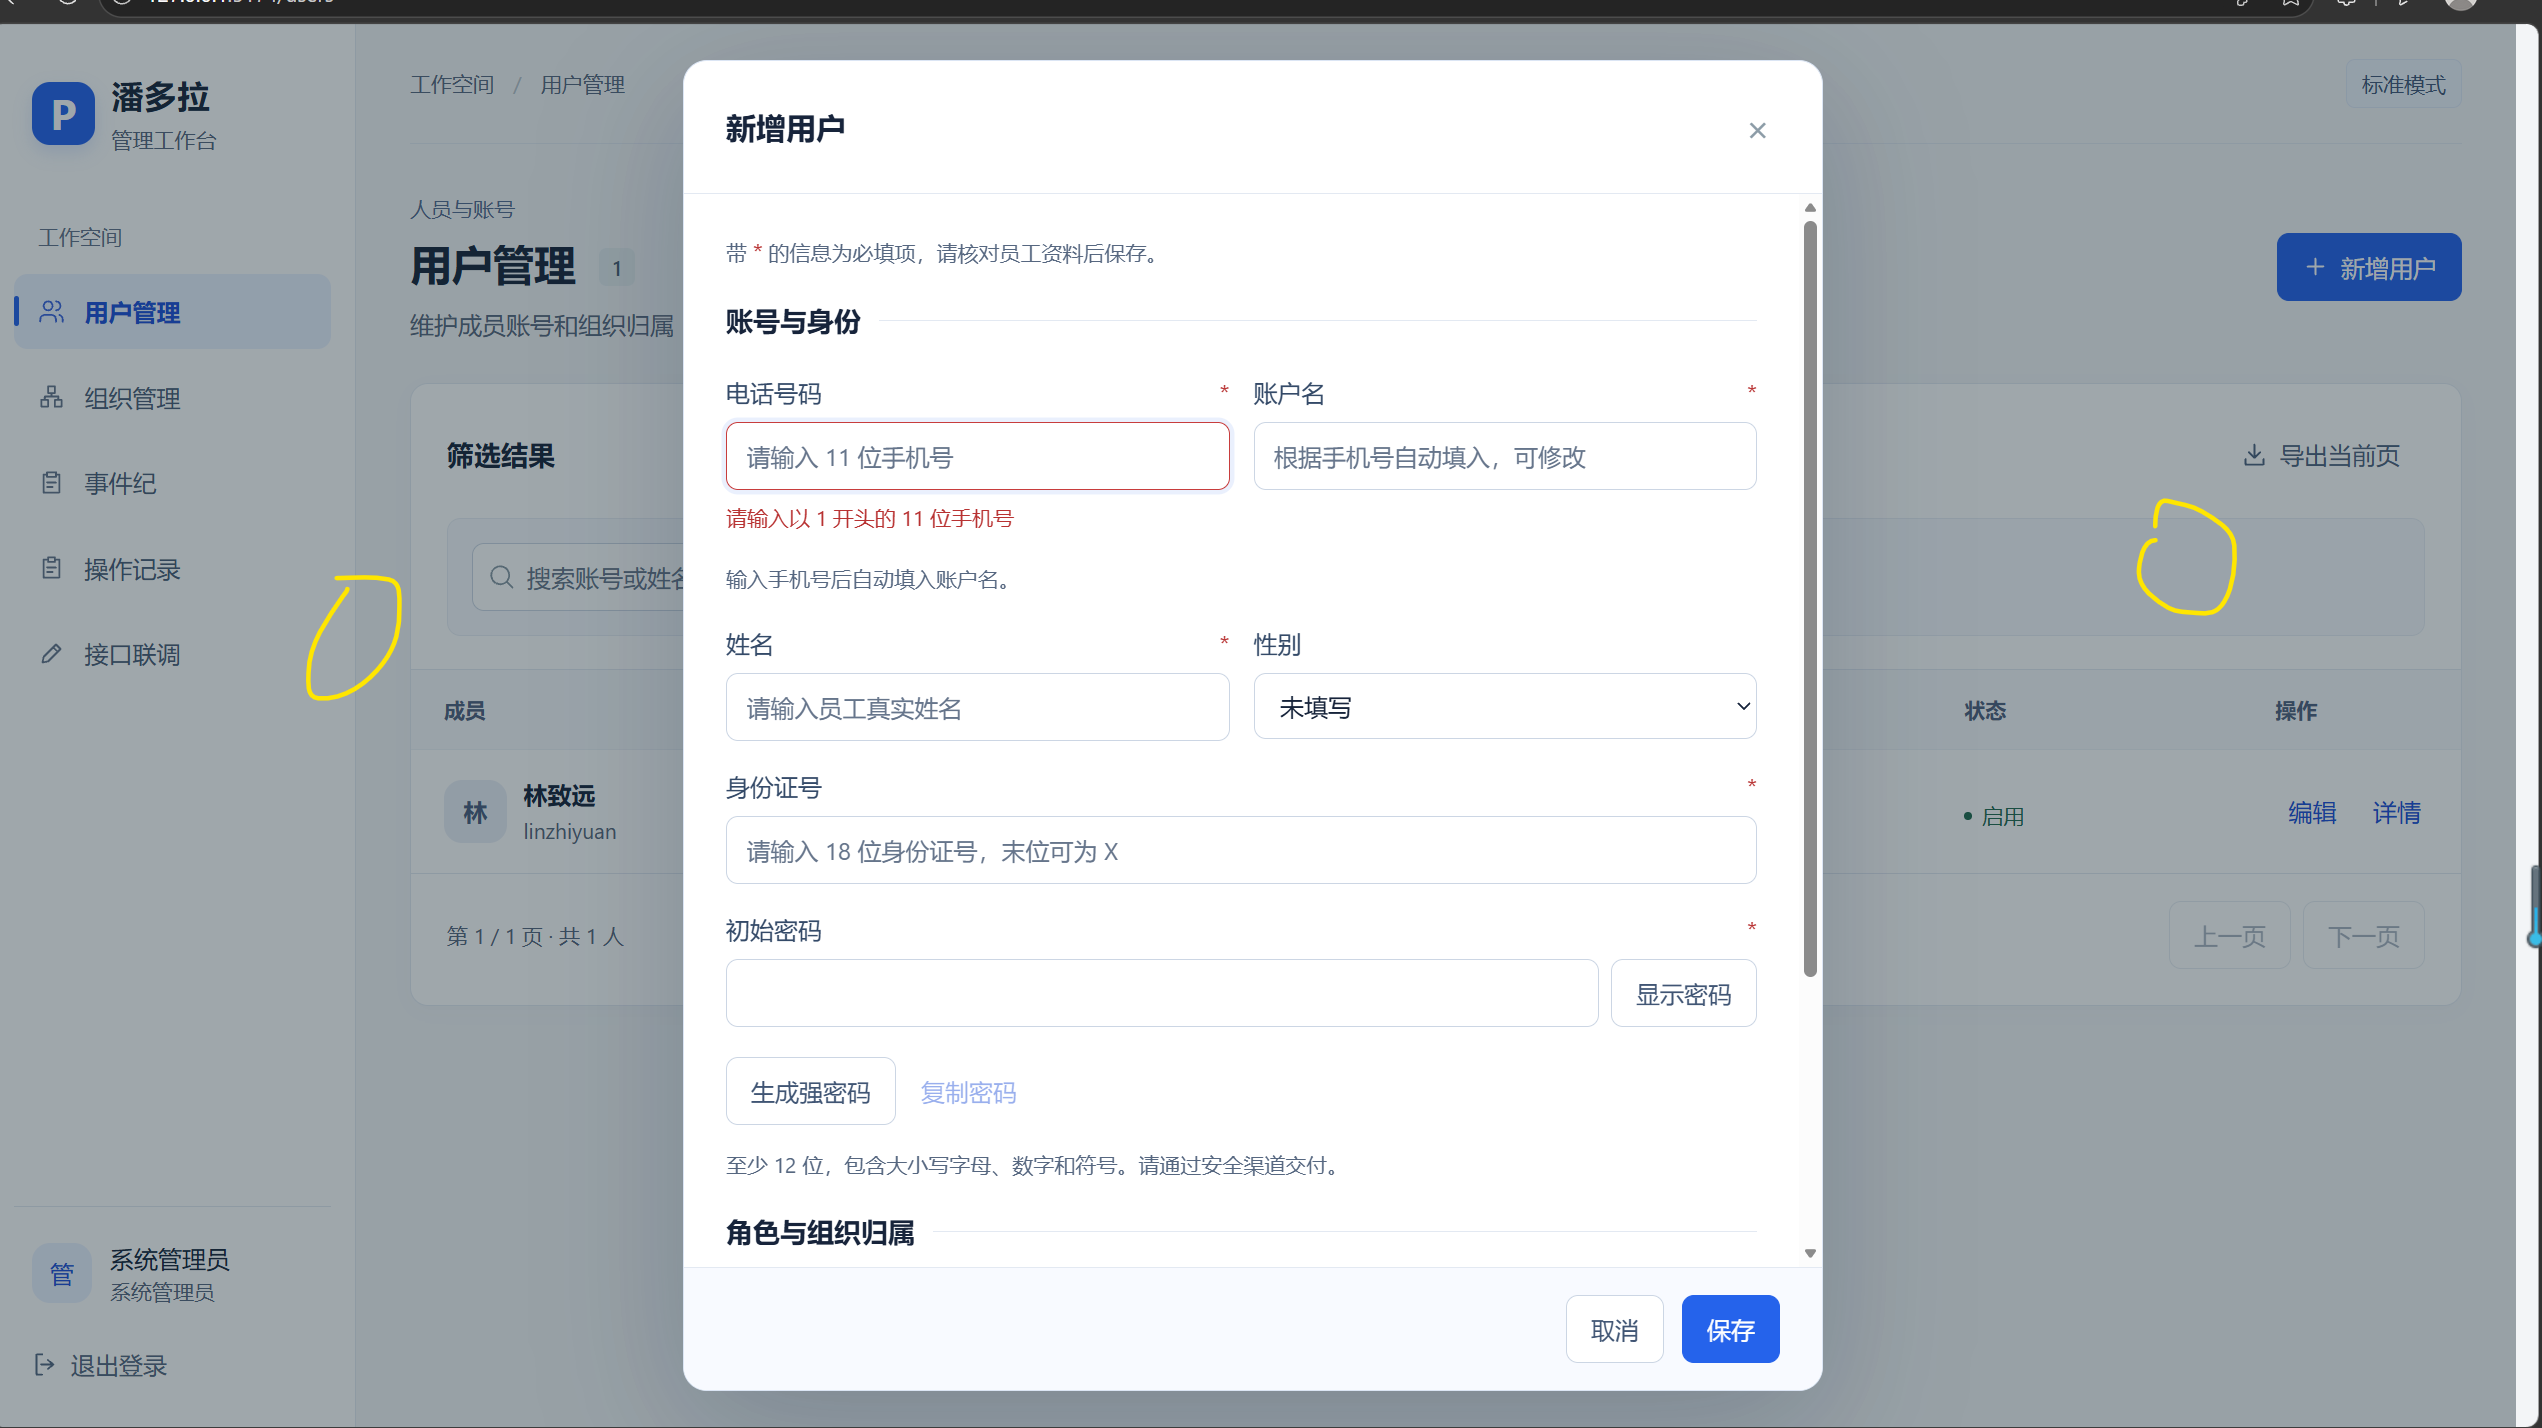 P
潘多拉
管理工作台
工作空间
用户管理
组织管理
事件纪
操作记录
接口联调
管
系统管理员
系统管理员
退出登录
工作空间 / 用户管理
标准模式
人员与账号
用户管理 1
维护成员账号和组织归属
+ 新增用户
筛选结果
导出当前页
搜索账号或姓名
成员
状态
操作
林
林致远
linzhiyuan
启用
编辑 详情
第 1 / 1 页 · 共 1 人
上一页 下一页
新增用户
带 * 的信息为必填项，请核对员工资料后保存。
账号与身份
电话号码 *
账户名 *
请输入 11 位手机号
根据手机号自动填入，可修改
请输入以 1 开头的 11 位手机号
输入手机号后自动填入账户名。
姓名 *
性别
请输入员工真实姓名
未填写
身份证号 *
请输入 18 位身份证号，末位可为 X
初始密码 *
显示密码
生成强密码 复制密码
至少 12 位，包含大小写字母、数字和符号。请通过安全渠道交付。
角色与组织归属
取消 保存